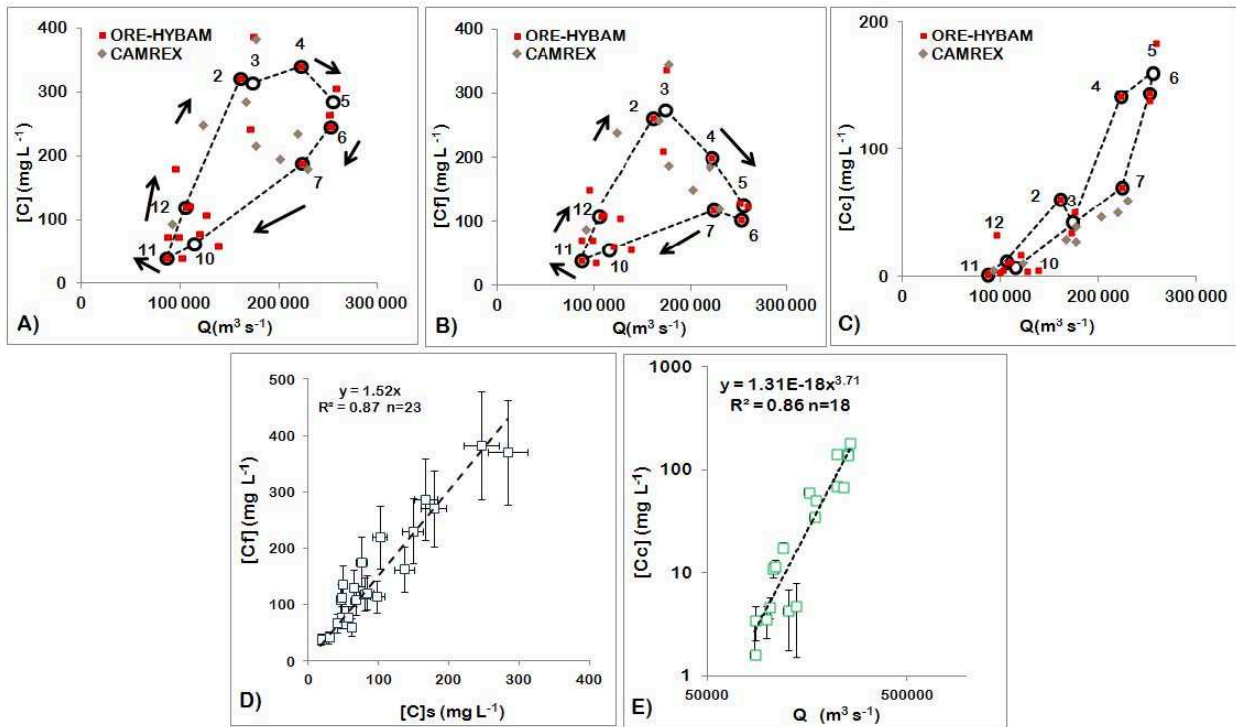 ORE-HYBAM
CAMREX
[C] (mg L-1)
400
300
200
100
0
0
100 000
200 000
300 000
Q(m3 s-1)
2
3
4
5
6
7
10
11
12
A)
ORE-HYBAM
CAMREX
[Cf] (mg L-1)
400
300
200
100
0
0
100 000
200 000
300 000
Q(m3 s-1)
2
3
4
5
6
7
10
11
12
B)
ORE-HYBAM
CAMREX
[Cc] (mg L-1)
200
100
0
0
100 000
200 000
300 000
Q(m3 s-1)
2
3
4
5
6
7
10
11
12
C)
y = 1.52x
R² = 0.87 n=23
[Cf] (mg L-1)
500
400
300
200
100
0
0
100
200
300
400
[C]s (mg L-1)
D)
y = 1.31E-18x3.71
R² = 0.86 n=18
[Cc] (mg L-1)
1000
100
10
1
50000
500000
Q (m3 s-1)
E)